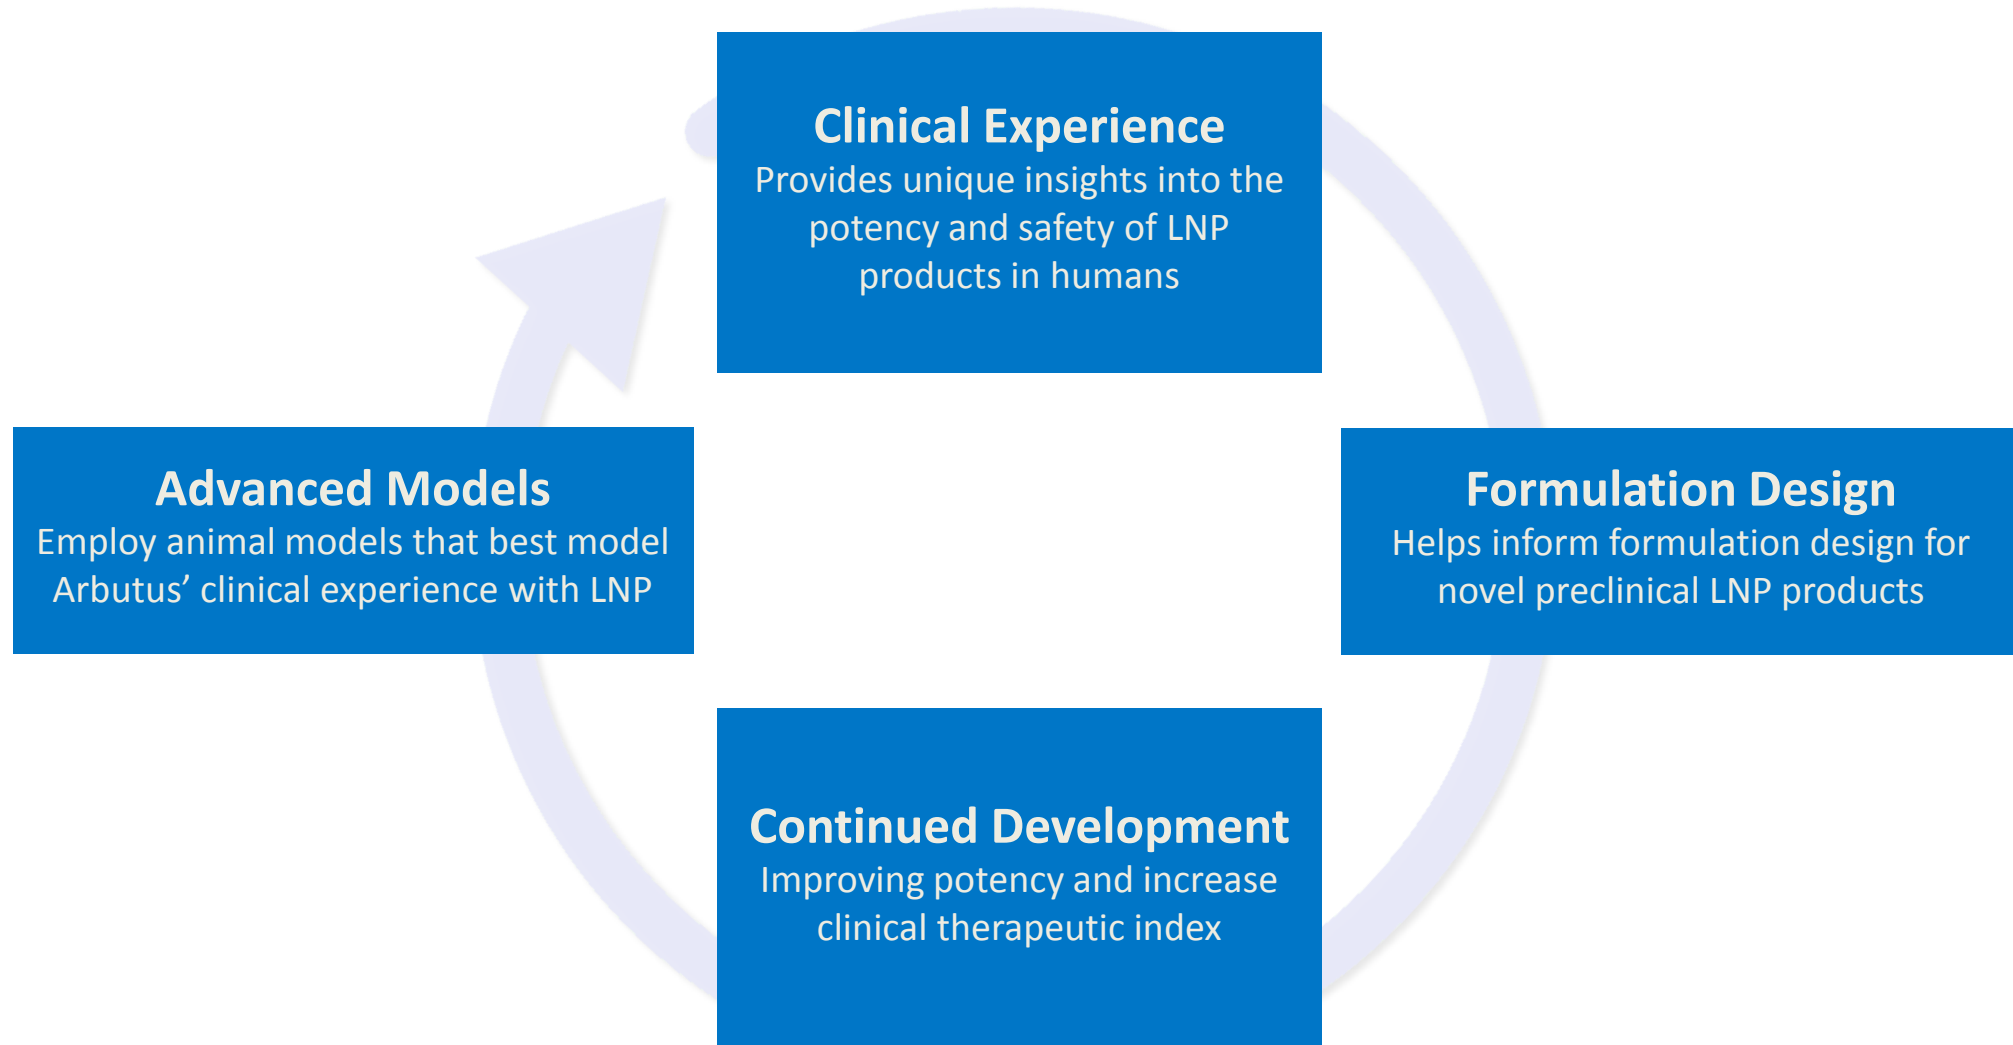 Clinical Experience
Provides unique insights into the
potency and safety of LNP
products in humans
Advanced Models
Employ animal models that best model
Arbutus’ clinical experience with LNP
Formulation Design
Helps inform formulation design for
novel preclinical LNP products
Continued Development
Improving potency and increase
clinical therapeutic index